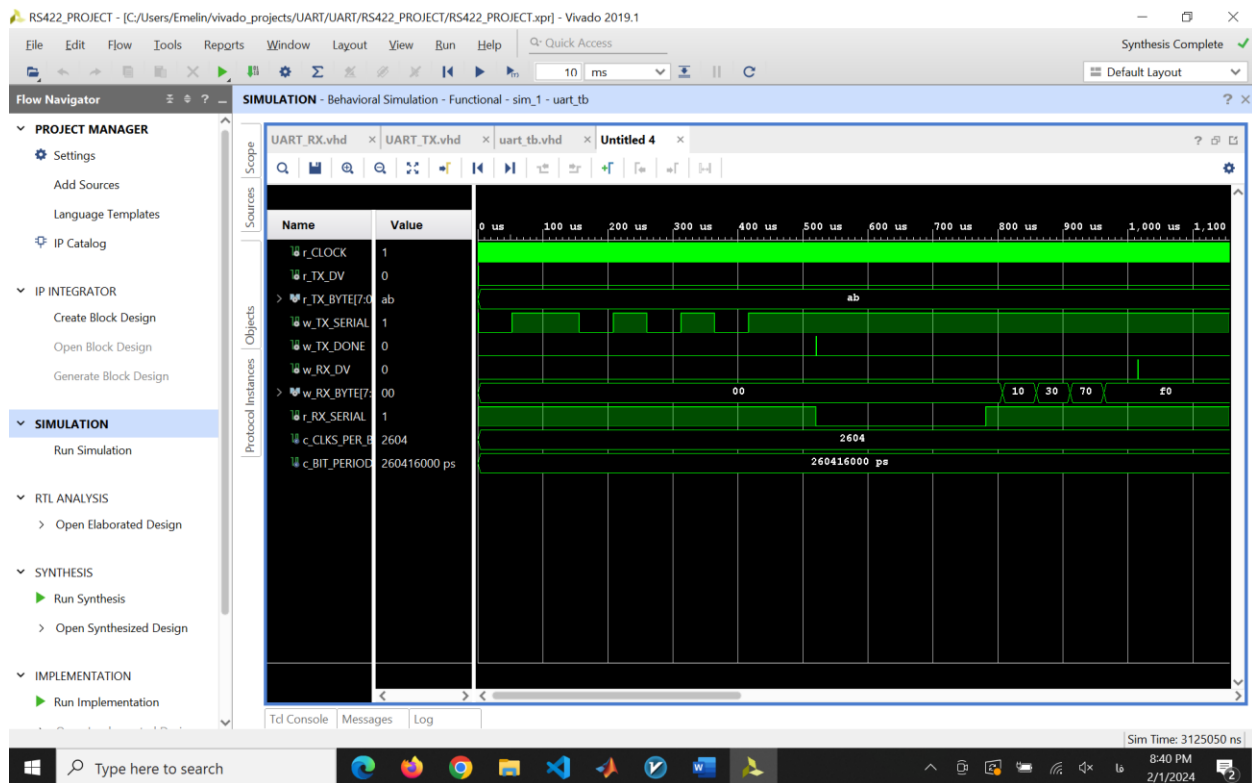 RS422_PROJECT - [C:/Users/Emelin/vivado_projects/UART/UART/RS422_PROJECT/RS422_PROJECT.xpr] - Vivado 2019.1
File Edit Flow Tools Reports Window Layout View Run Help Quick Access
Synthesis Complete
10 ms
Default Layout
Flow Navigator
SIMULATION - Behavioral Simulation - Functional - sim_1 - uart_tb
PROJECT MANAGER
Settings
Add Sources
Language Templates
IP Catalog
IP INTEGRATOR
Create Block Design
Open Block Design
Generate Block Design
SIMULATION
Run Simulation
RTL ANALYSIS
Open Elaborated Design
SYNTHESIS
Run Synthesis
Open Synthesized Design
IMPLEMENTATION
Run Implementation
Scope
Sources
Objects
Protocol Instances
UART_RX.vhd UART_TX.vhd uart_tb.vhd Untitled 4
Name Value
0 us 100 us 200 us 300 us 400 us 500 us 600 us 700 us 800 us 900 us 1,000 us 1,100
r_CLOCK 1
r_TX_DV 0
r_TX_BYTE[7:0 ab ab
w_TX_SERIAL 1
w_TX_DONE 0
w_RX_DV 0
w_RX_BYTE[7: 00 00 10 30 70 f0
r_RX_SERIAL 1
c_CLKS_PER_B 2604 2604
c_BIT_PERIOD 260416000 ps 260416000 ps
Tcl Console Messages Log
Sim Time: 3125050 ns
Type here to search
فا
8:40 PM
2/1/2024
2